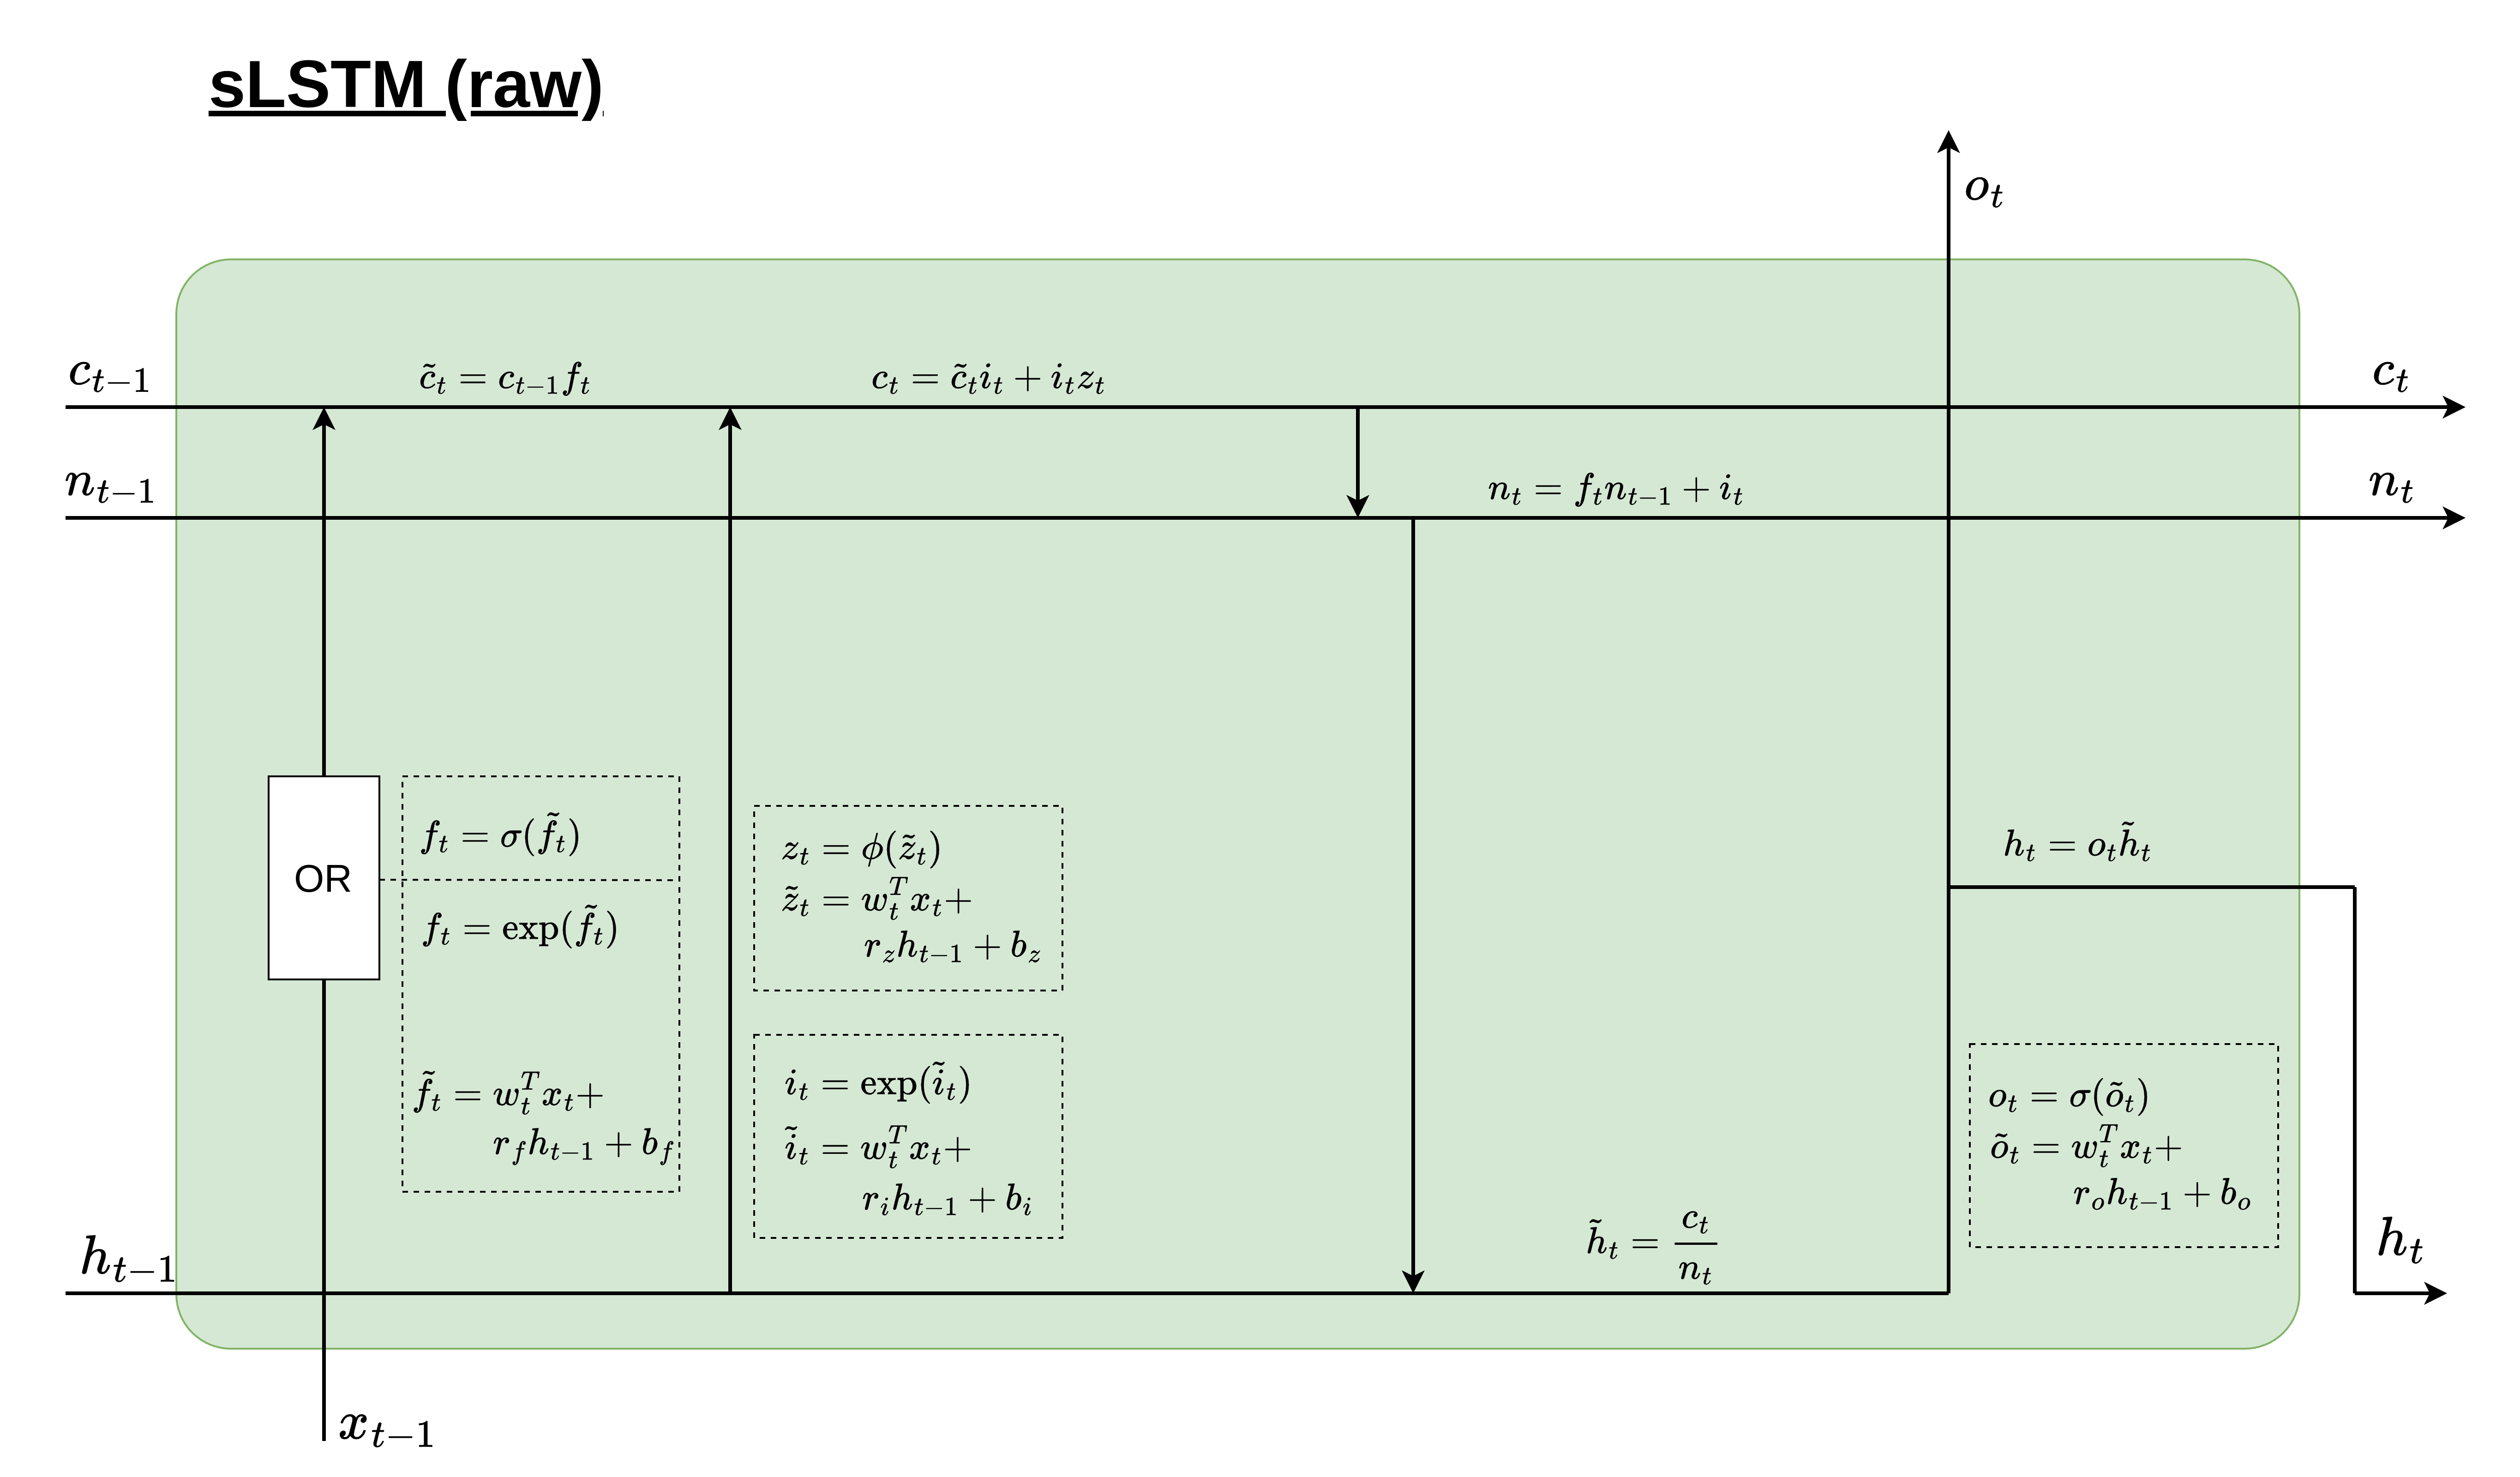 sLSTM (raw)
o_t
c_{t-1}
c̃_t = c_{t-1} f_t
c_t = c̃_t i_t + i_t z_t
c_t
n_{t-1}
n_t = f_t n_{t-1} + i_t
n_t
OR
f_t = σ(f̃_t)
f_t = exp(f̃_t)
f̃_t = w_t^T x_t +
r_f h_{t-1} + b_f
z_t = ϕ(z̃_t)
z̃_t = w_t^T x_t +
r_z h_{t-1} + b_z
i_t = exp(ĩ_t)
ĩ_t = w_t^T x_t +
r_i h_{t-1} + b_i
h_t = o_t h̃_t
o_t = σ(õ_t)
õ_t = w_t^T x_t +
r_o h_{t-1} + b_o
h_{t-1}
h̃_t = c_t / n_t
h_t
x_{t-1}